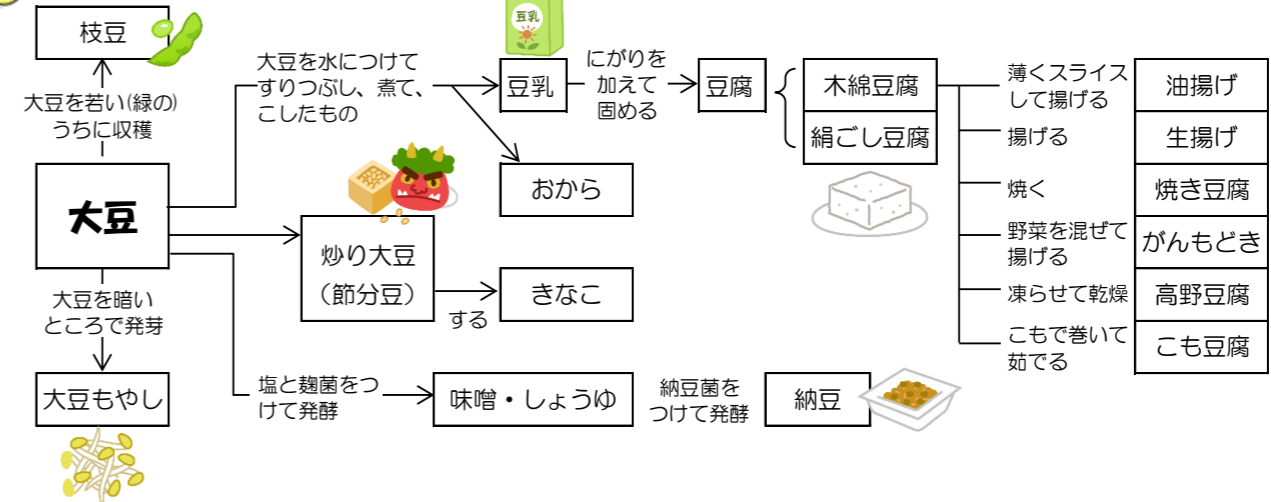 枝豆
大豆を若い(緑の)
うちに収穫
大豆
大豆を暗い
ところで発芽
大豆もやし
大豆を水につけて
すりつぶし、煮て、
こしたもの
豆乳
豆乳
にがりを
加えて
固める
豆腐
木綿豆腐
絹ごし豆腐
おから
炒り大豆
（節分豆）
する
きなこ
塩と麹菌をつ
けて発酵
味噌・しょうゆ
納豆菌を
つけて発酵
納豆
薄くスライス
して揚げる
油揚げ
揚げる
生揚げ
焼く
焼き豆腐
野菜を混ぜて
揚げる
がんもどき
凍らせて乾燥
高野豆腐
こもで巻いて
茹でる
こも豆腐